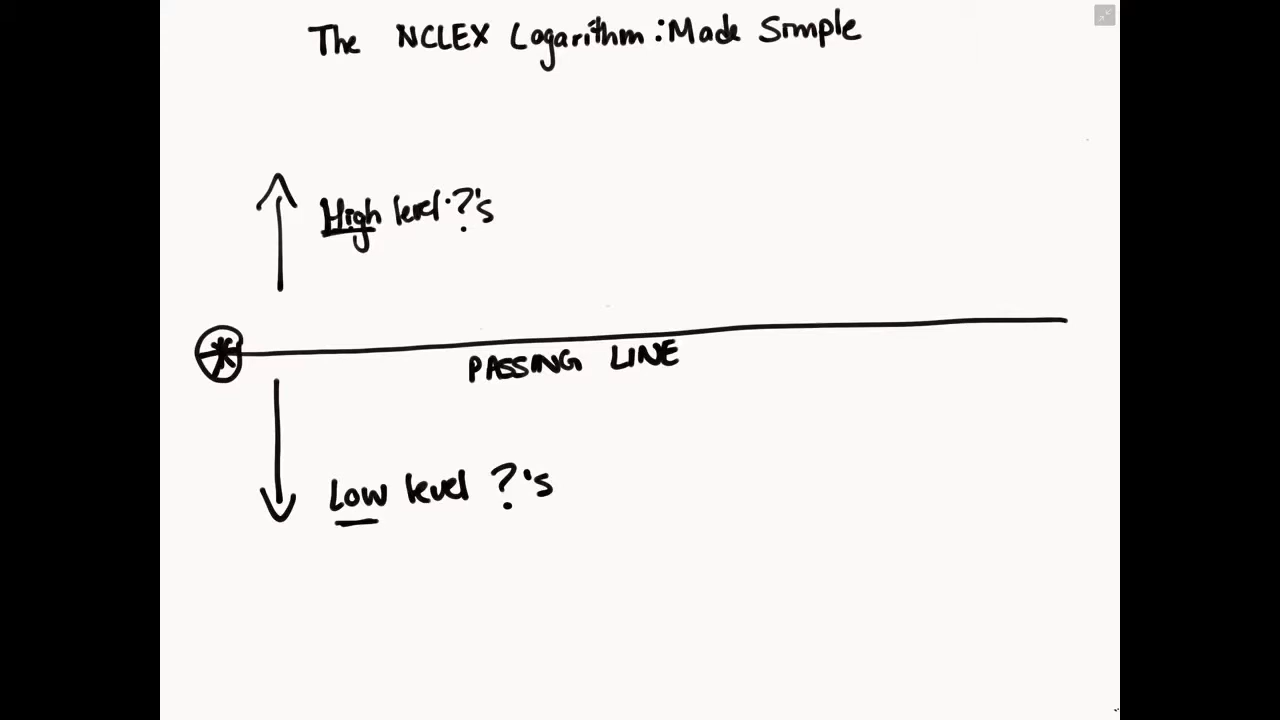 The NCLEX Logarithm: Made Simple
High level ?'s
PASSING LINE
Low level ?'s